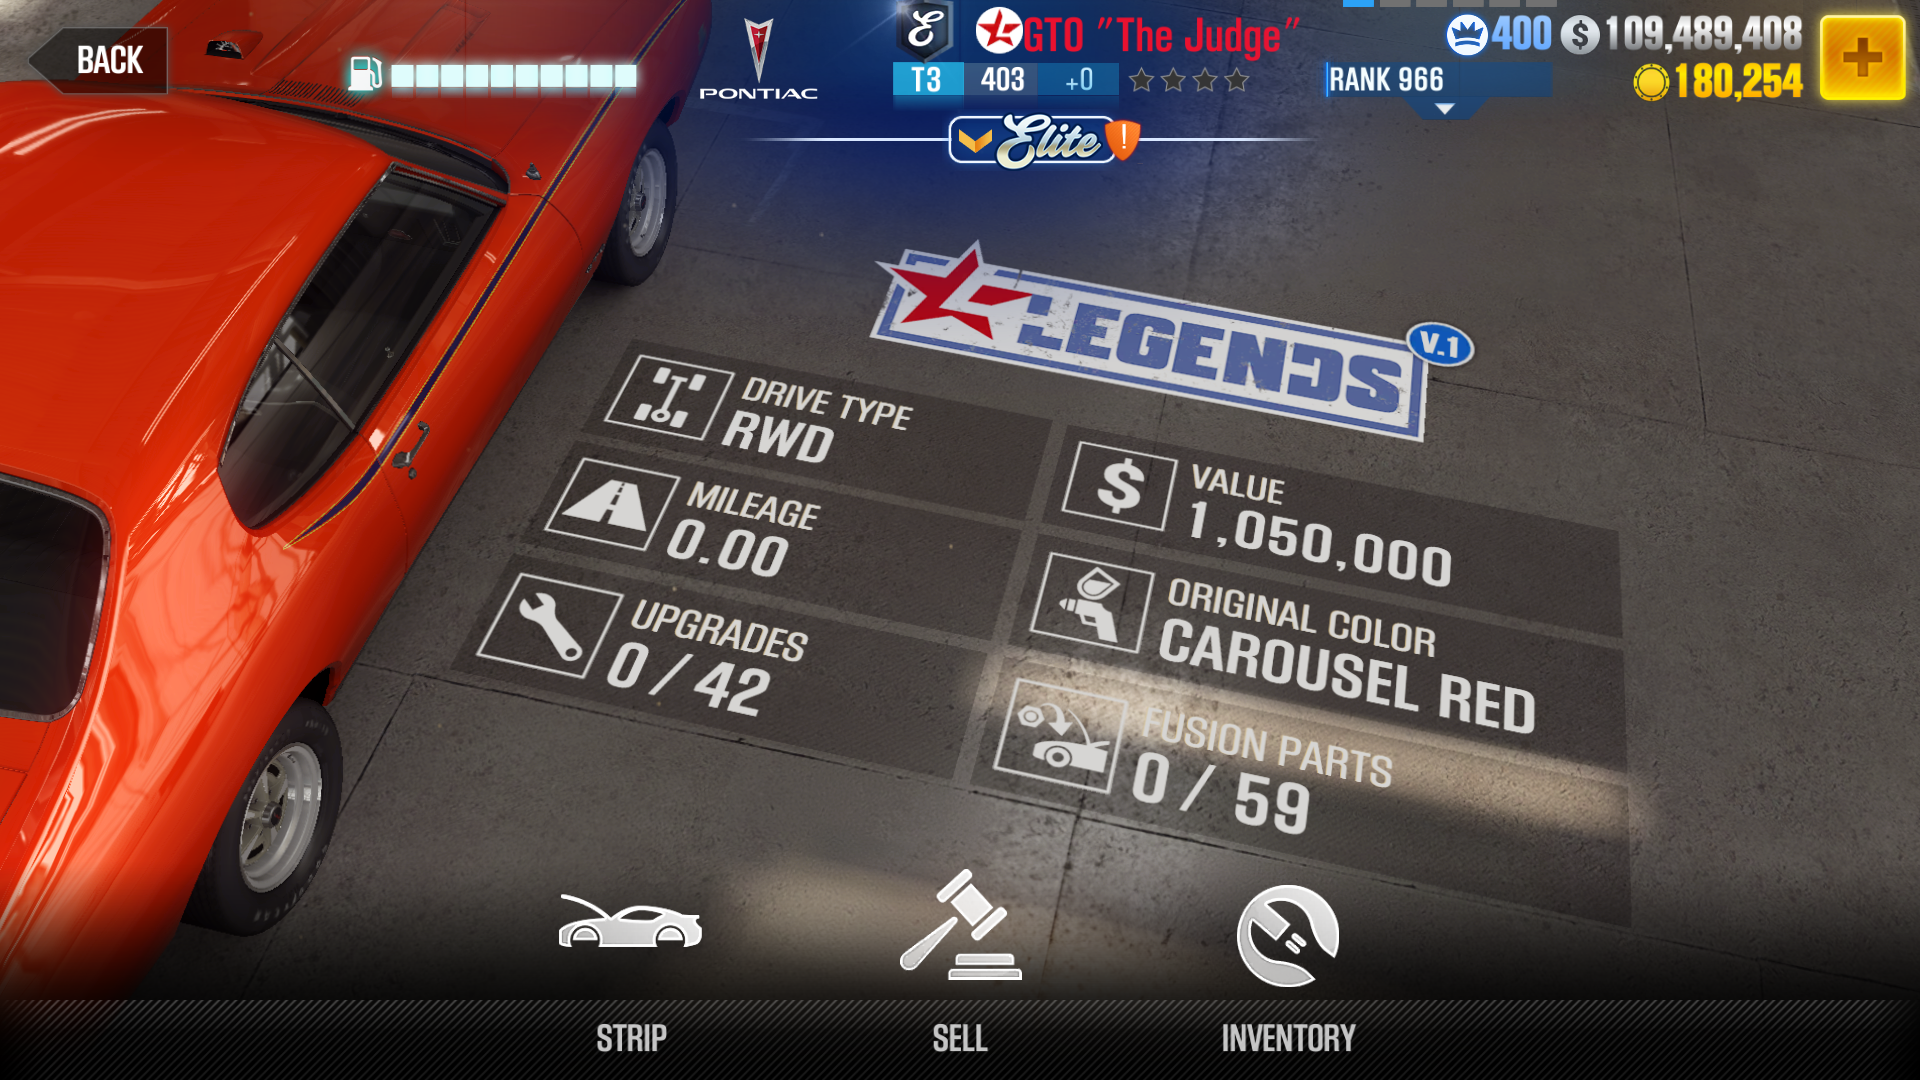 BACK
PONTIAC
GTO "The Judge"
T3 403 +0
Elite
!
RANK 966
400
$ 109,489,408
180,254
LEGENDS
V.1
DRIVE TYPE
RWD
MILEAGE
0.00
UPGRADES
0 / 42
$
VALUE
1,050,000
ORIGINAL COLOR
CAROUSEL RED
FUSION PARTS
0 / 59
STRIP
SELL
INVENTORY